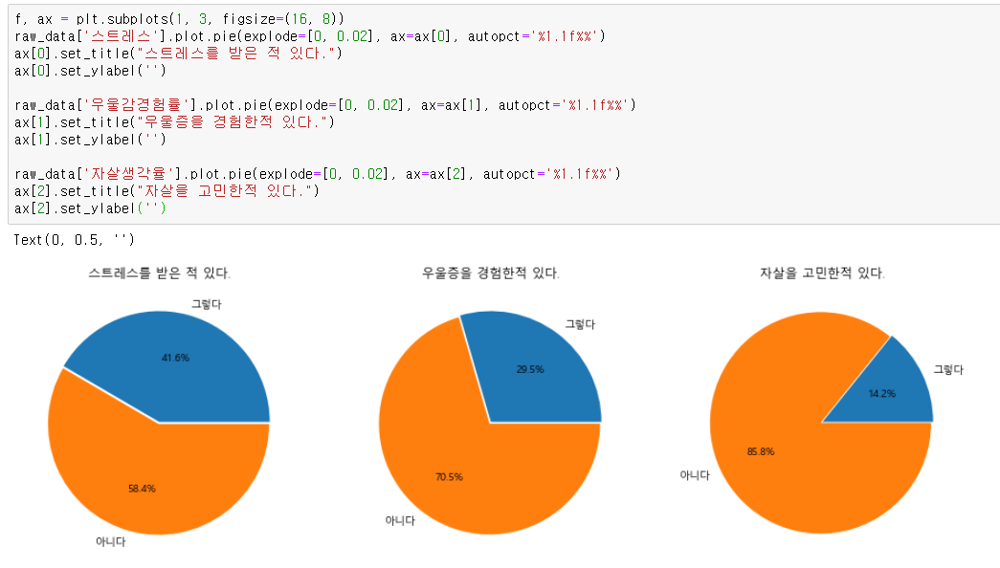 f, ax = plt.subplots(1, 3, figsize=(16, 8))
raw_data['스트레스'].plot.pie(explode=[0, 0.02], ax=ax[0], autopct='%1.1f%%')
ax[0].set_title("스트레스를 받은 적 있다.")
ax[0].set_ylabel('')
raw_data['우울감경험률'].plot.pie(explode=[0, 0.02], ax=ax[1], autopct='%1.1f%%')
ax[1].set_title("우울증을 경험한적 있다.")
ax[1].set_ylabel('')
raw_data['자살생각율'].plot.pie(explode=[0, 0.02], ax=ax[2], autopct='%1.1f%%')
ax[2].set_title("자살을 고민한적 있다.")
ax[2].set_ylabel('')
Text(0, 0.5, '')
스트레스를 받은 적 있다.
그렇다
41.6%
58.4%
아니다
우울증을 경험한적 있다.
그렇다
29.5%
70.5%
아니다
자살을 고민한적 있다.
그렇다
14.2%
85.8%
아니다